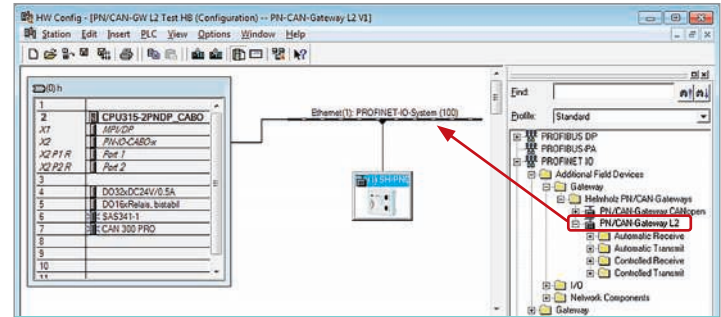 HW Config - [PN/CAN-GW L2 Test HB (Configuration) -- PN-CAN-Gateway L2 V1]
Station Edit Insert PLC View Options Window Help
(0) h
1
2 CPU315-2PNDP_CABO
X1 MPI/DP
X2 PN-IO-CABOx
X2 P1 R Port 1
X2 P2 R Port 2
3
4 DO32xDC24V/0.5A
5 DO16xRelais, bistabil
6 SAS341-1
7 CAN 300 PRO
8
9
10
11
Ethernet(1): PROFINET-IO-System (100)
(1) SH-PNC
Find:
Profile: Standard
PROFIBUS DP
PROFIBUS-PA
PROFINET IO
Additional Field Devices
Gateway
Helmholz PN/CAN-Gateways
PN/CAN-Gateway CANopen
PN/CAN-Gateway L2
Automatic Receive
Automatic Transmit
Controlled Receive
Controlled Transmit
I/O
Network Components
Gateway